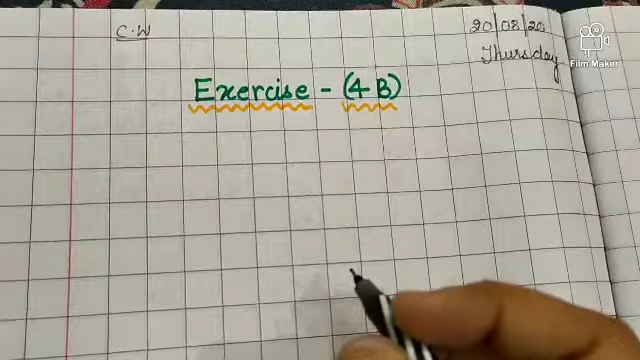 C.W
20/08/20
Thursday
Film Maker
Exercise - (4 B)